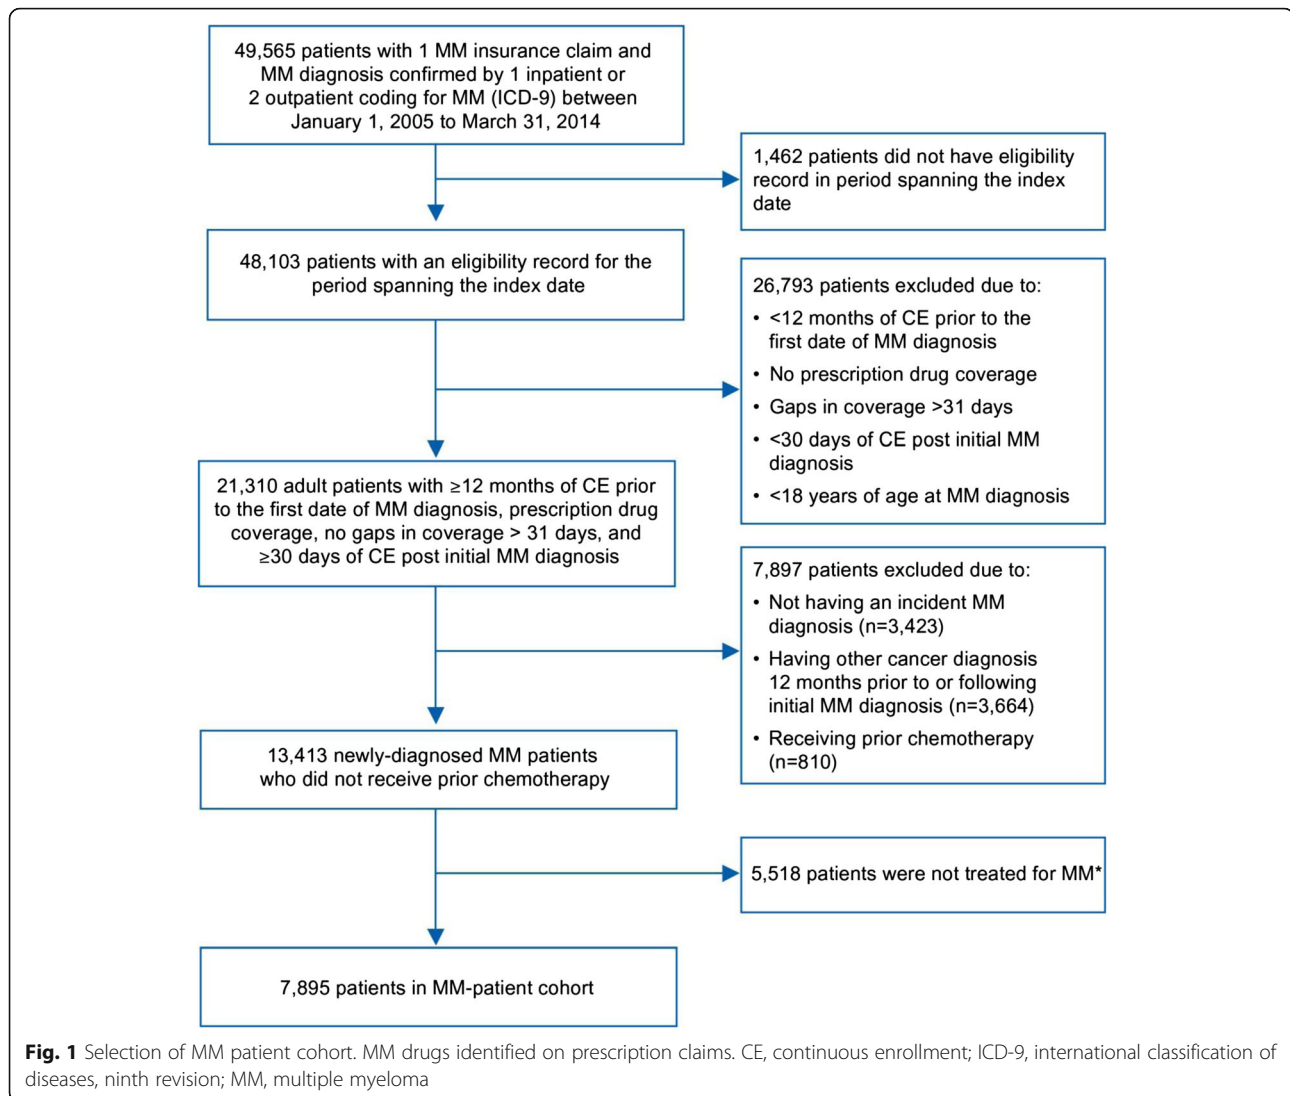 49,565 patients with 1 MM insurance claim and
MM diagnosis confirmed by 1 inpatient or
2 outpatient coding for MM (ICD-9) between
January 1, 2005 to March 31, 2014
1,462 patients did not have eligibility
record in period spanning the index
date
48,103 patients with an eligibility record for the
period spanning the index date
26,793 patients excluded due to:
• <12 months of CE prior to the
first date of MM diagnosis
• No prescription drug coverage
• Gaps in coverage >31 days
• <30 days of CE post initial MM
diagnosis
• <18 years of age at MM diagnosis
21,310 adult patients with ≥12 months of CE prior
to the first date of MM diagnosis, prescription drug
coverage, no gaps in coverage > 31 days, and
≥30 days of CE post initial MM diagnosis
7,897 patients excluded due to:
• Not having an incident MM
diagnosis (n=3,423)
• Having other cancer diagnosis
12 months prior to or following
initial MM diagnosis (n=3,664)
• Receiving prior chemotherapy
(n=810)
13,413 newly-diagnosed MM patients
who did not receive prior chemotherapy
5,518 patients were not treated for MM*
7,895 patients in MM-patient cohort
Fig. 1 Selection of MM patient cohort. MM drugs identified on prescription claims. CE, continuous enrollment; ICD-9, international classification of
diseases, ninth revision; MM, multiple myeloma